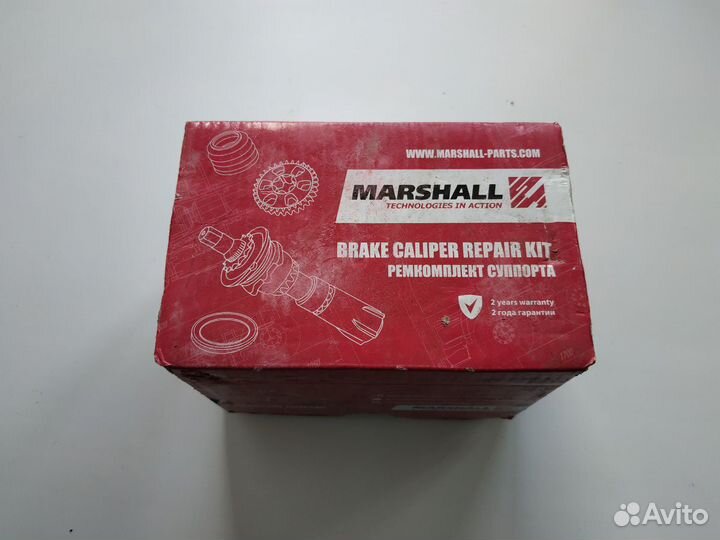 WWW.MARSHALL-PARTS.COM
MARSHALL
TECHNOLOGIES IN ACTION
BRAKE CALIPER REPAIR KIT
РЕМКОМПЛЕКТ СУППОРТА
2 years warranty
2 года гарантии
MARSHALL
Avito